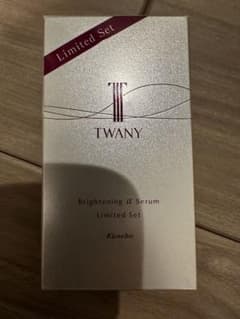 Limited Set
TWANY
Brightening α Serum
Limited Set
Kanebo